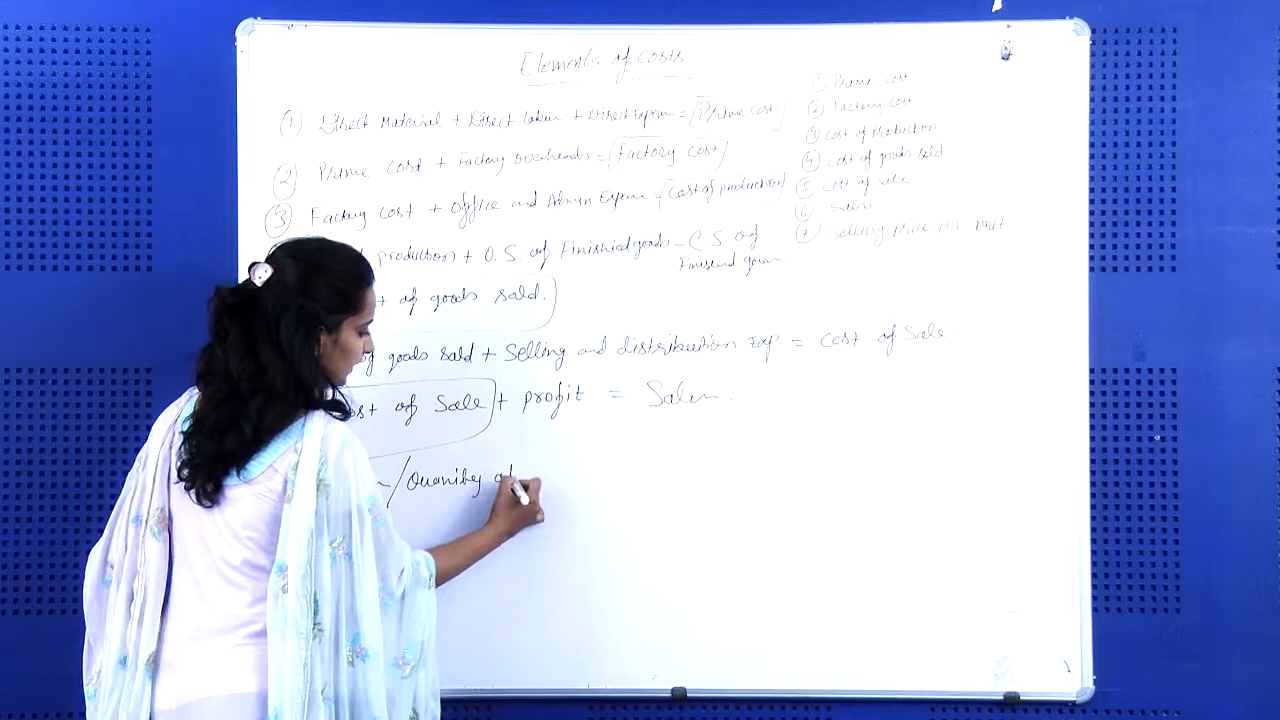 Elements of Costs
① Direct Material + Direct Labour + Direct Expen = (Prime Cost)
② Prime Cost + Factory overheads = (Factory Cost)
③ Factory Cost + Office and Admin Expen = (Cost of production)
production + O.S. of Finished goods - C.S of
Finished goods
of goods sold.)
goods sold + Selling and distribution Exp. = Cost of Sale.
Cost of Sale) + profit = Sales.
/Quantity of
① Prime cost
② Factory cost
③ cost of Production
④ cost of goods sold
⑤ cost of sale
⑥ Sales
⑦ Selling price per unit